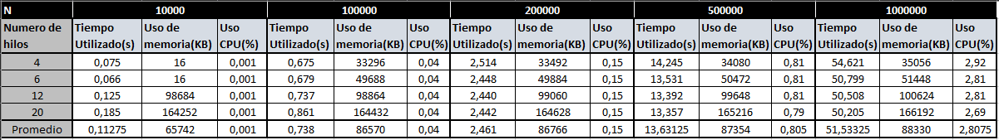 N 10000 100000 200000 500000 1000000
Numero de hilos Tiempo Utilizado(s) Uso de memoria(KB) Uso CPU(%) Tiempo Utilizado(s) Uso de memoria(KB) Uso CPU(%) Tiempo Utilizado(s) Uso de memoria(KB) Uso CPU(%) Tiempo Utilizado(s) Uso de memoria(KB) Uso CPU(%) Tiempo Utilizado(s) Uso de memoria(KB) Uso CPU(%)
4 0,075 16 0,001 0,675 33296 0,04 2,514 33492 0,15 14,245 34080 0,81 54,621 35056 2,92
6 0,066 16 0,001 0,679 49688 0,04 2,448 49884 0,15 13,531 50472 0,81 50,799 51448 2,81
12 0,125 98684 0,001 0,737 98864 0,04 2,440 99060 0,15 13,392 99648 0,81 50,508 100624 2,81
20 0,185 164252 0,001 0,861 164432 0,04 2,442 164628 0,15 13,357 165216 0,79 50,205 166192 2,69
Promedio 0,11275 65742 0,001 0,738 86570 0,04 2,461 86766 0,15 13,63125 87354 0,805 51,53325 88330 2,8075